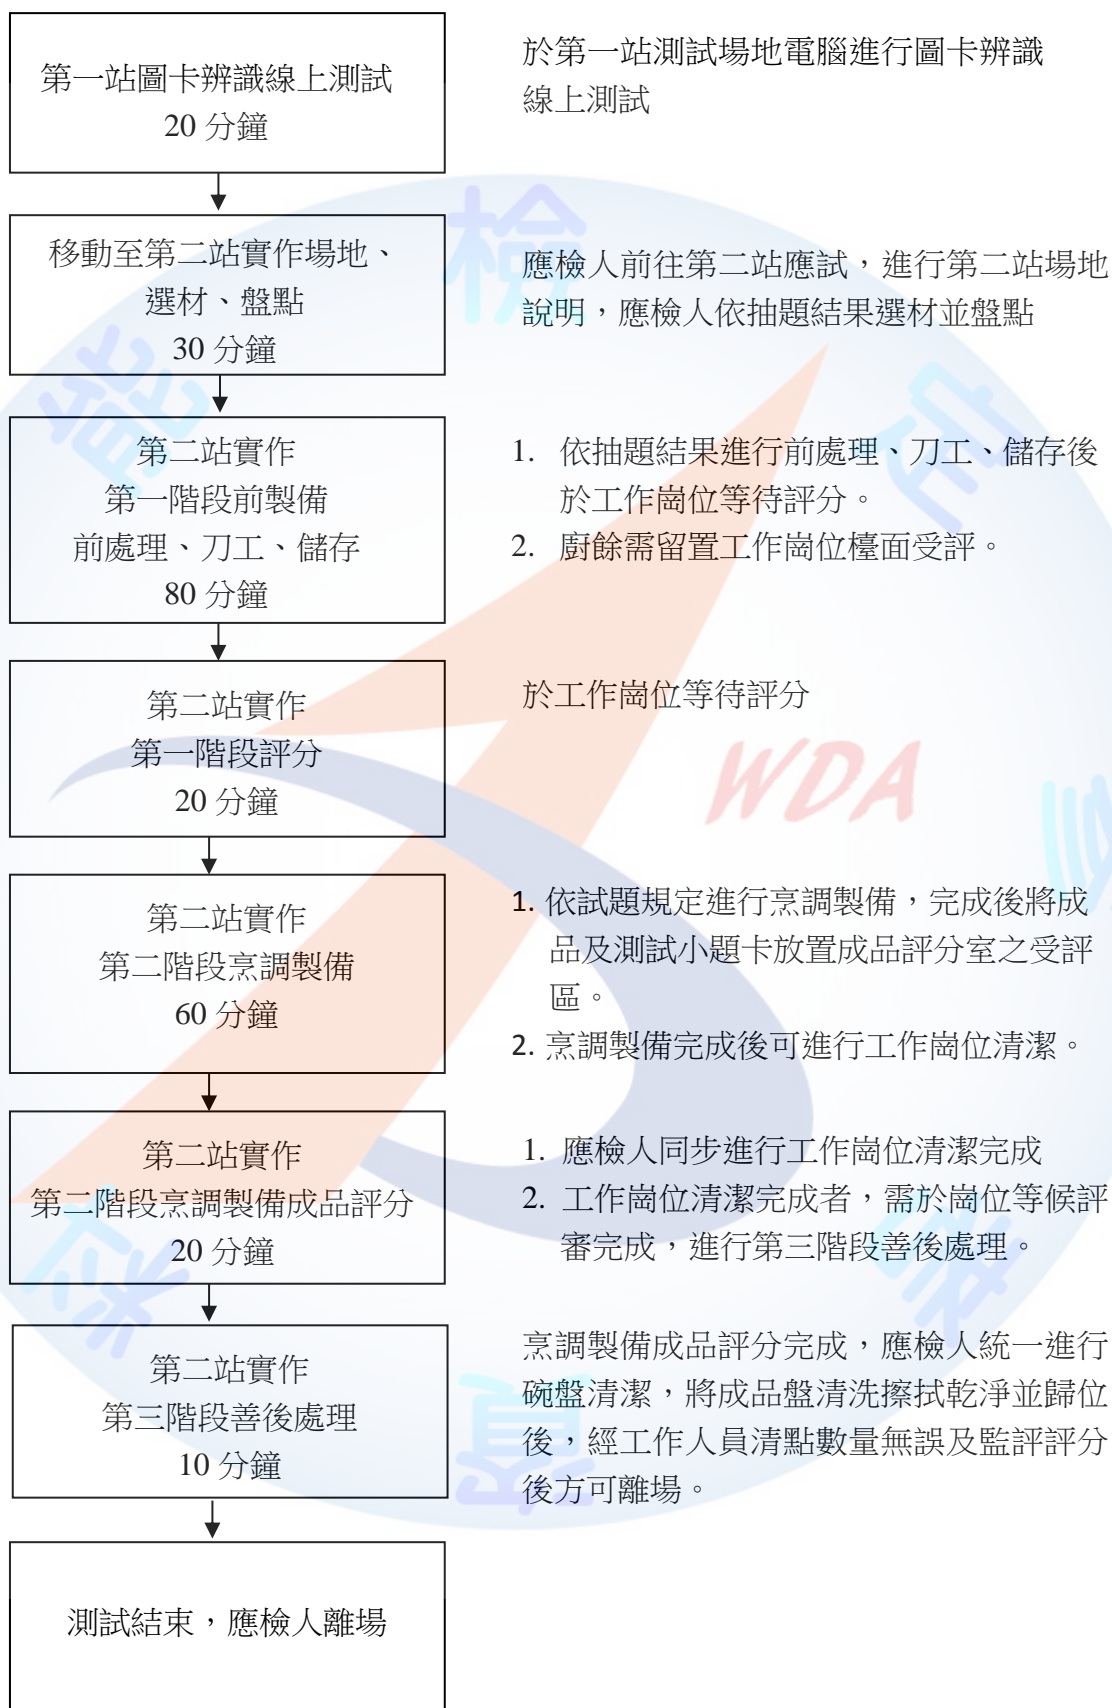 第一站圖卡辨識線上測試
20 分鐘
於第一站測試場地電腦進行圖卡辨識
線上測試
移動至第二站實作場地、
選材、盤點
30 分鐘
應檢人前往第二站應試，進行第二站場地
說明，應檢人依抽題結果選材並盤點
第二站實作
第一階段前製備
前處理、刀工、儲存
80 分鐘
1. 依抽題結果進行前處理、刀工、儲存後
於工作崗位等待評分。
2. 廚餘需留置工作崗位檯面受評。
第二站實作
第一階段評分
20 分鐘
於工作崗位等待評分
第二站實作
第二階段烹調製備
60 分鐘
1. 依試題規定進行烹調製備，完成後將成
品及測試小題卡放置成品評分室之受評
區。
2. 烹調製備完成後可進行工作崗位清潔。
第二站實作
第二階段烹調製備成品評分
20 分鐘
1. 應檢人同步進行工作崗位清潔完成
2. 工作崗位清潔完成者，需於崗位等候評
審完成，進行第三階段善後處理。
第二站實作
第三階段善後處理
10 分鐘
烹調製備成品評分完成，應檢人統一進行
碗盤清潔，將成品盤清洗擦拭乾淨並歸位
後，經工作人員清點數量無誤及監評評分
後方可離場。
測試結束，應檢人離場
能
檢
定
WDA